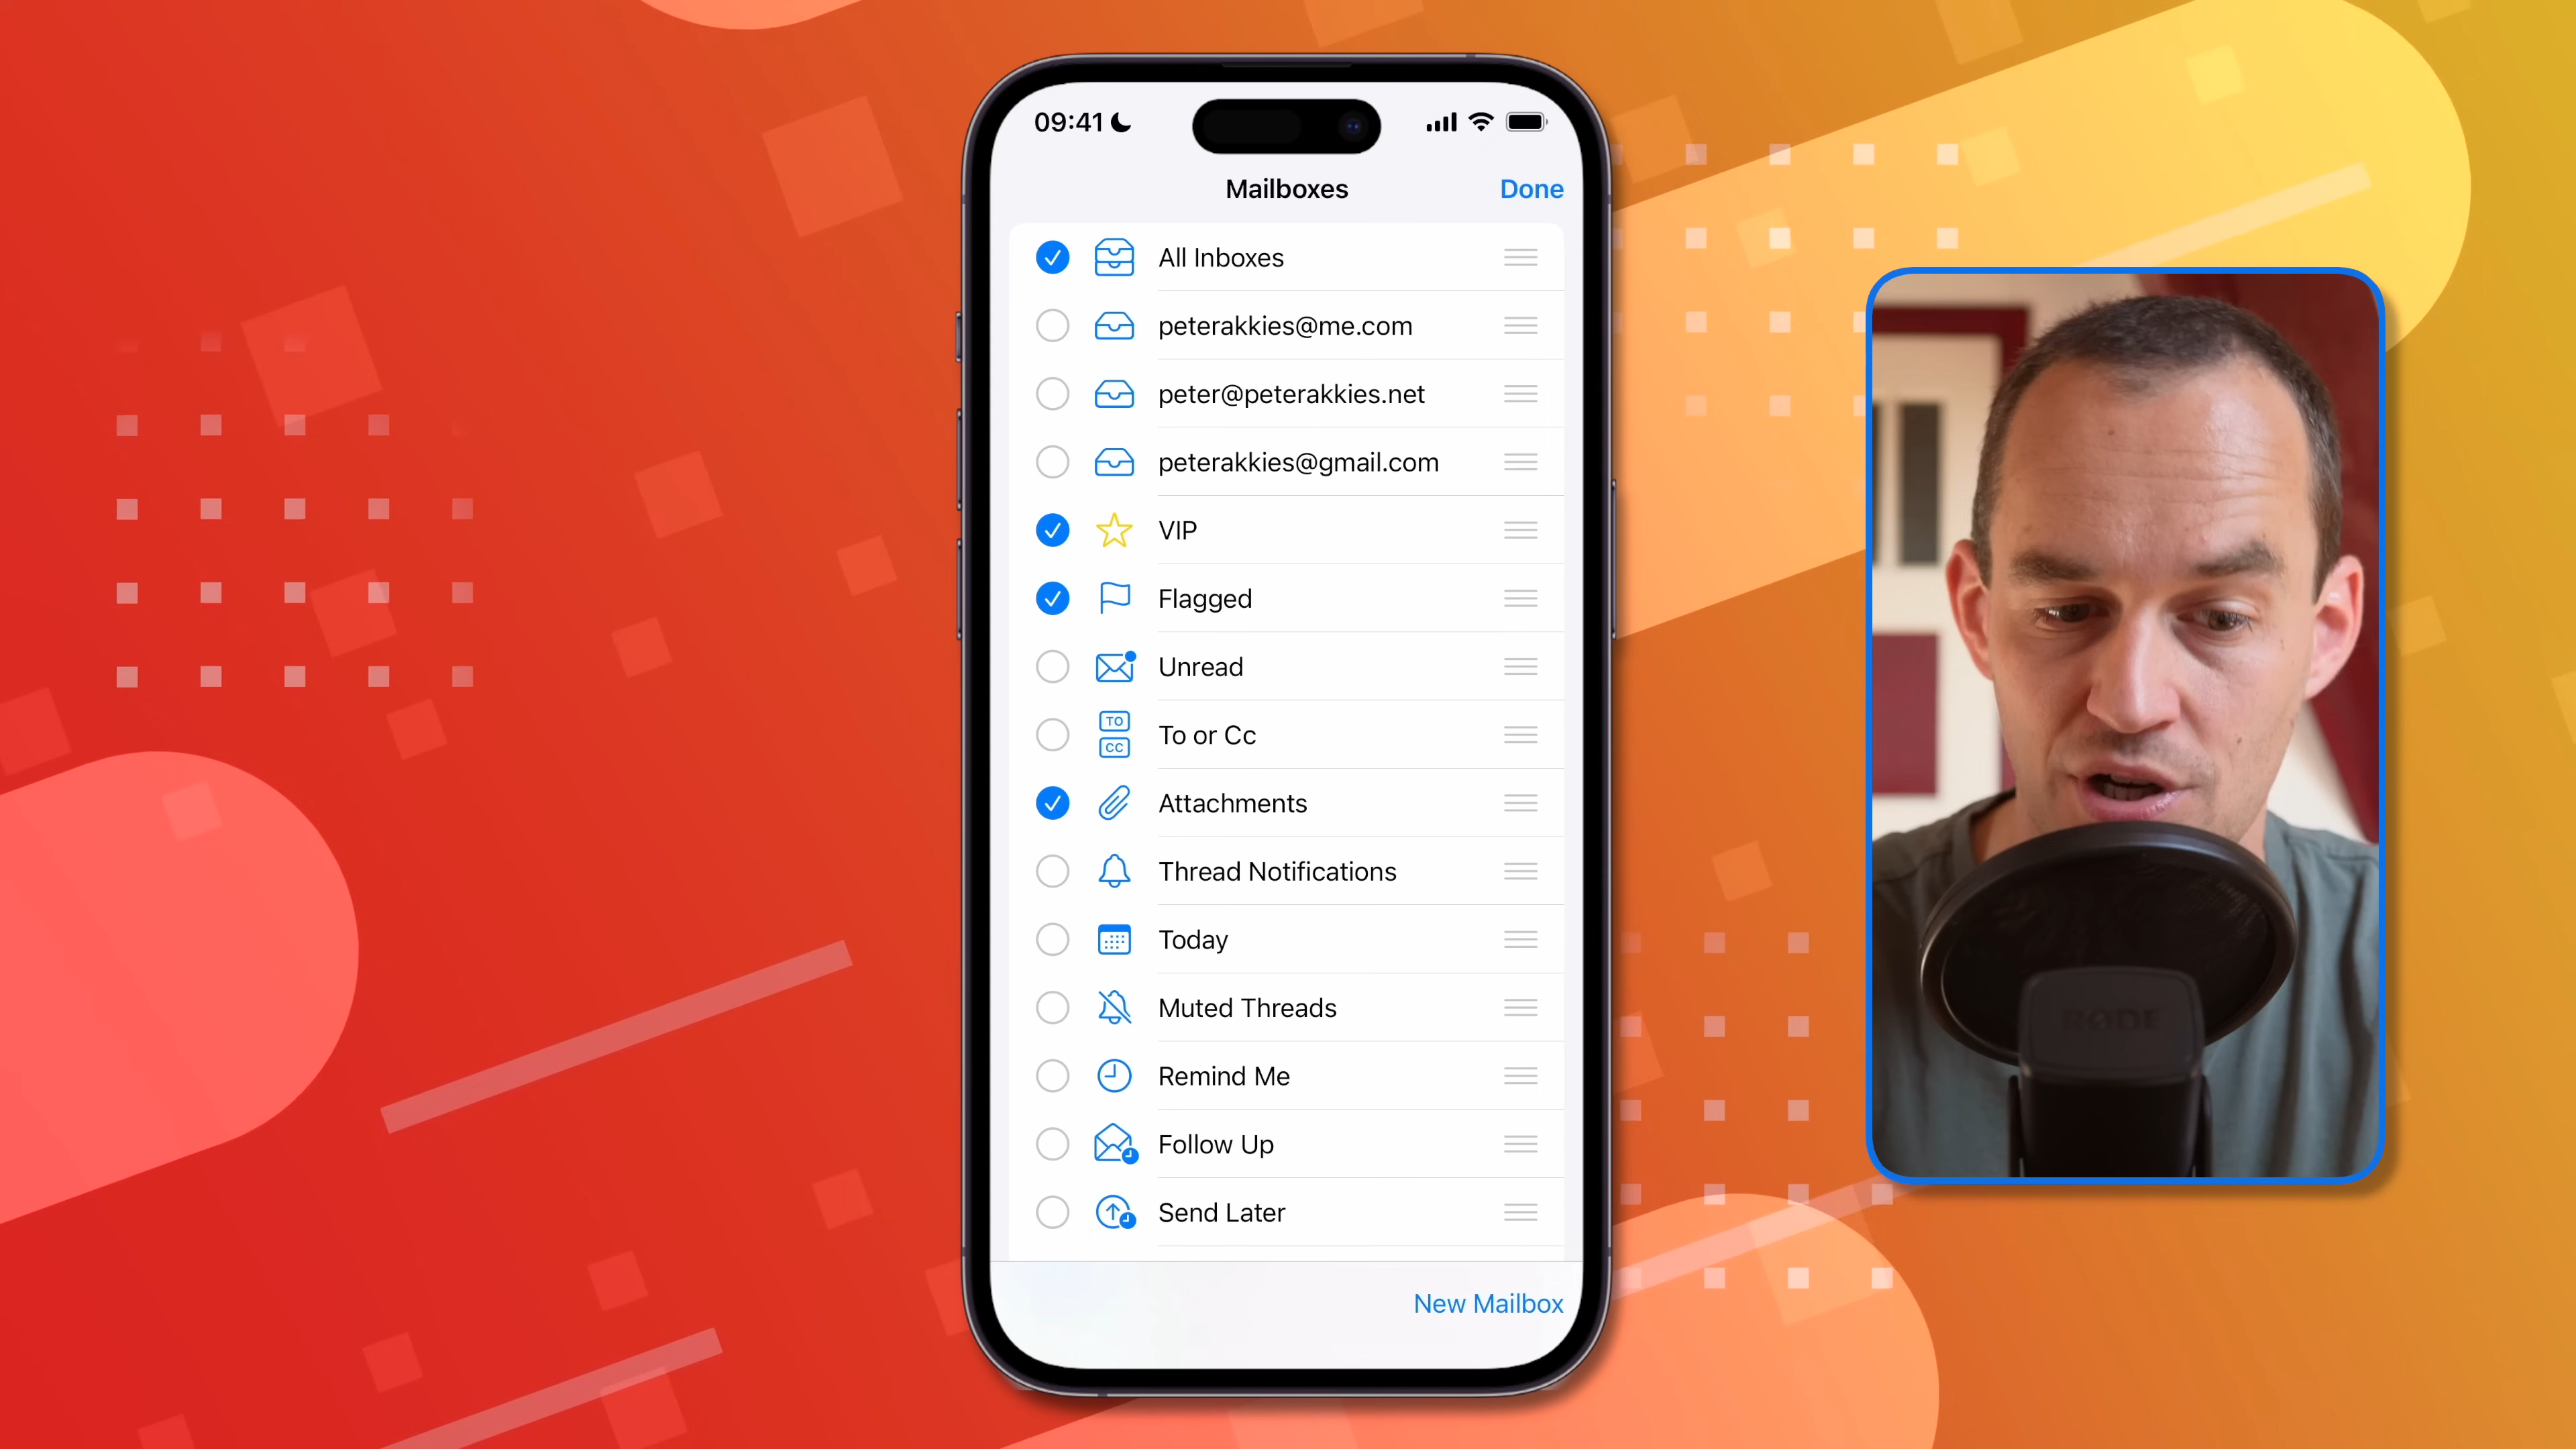 09:41
Mailboxes
Done
All Inboxes
peterakkies@me.com
peter@peterakkies.net
peterakkies@gmail.com
VIP
Flagged
Unread
TO
CC
To or Cc
Attachments
Thread Notifications
Today
Muted Threads
Remind Me
Follow Up
Send Later
New Mailbox
RØDE